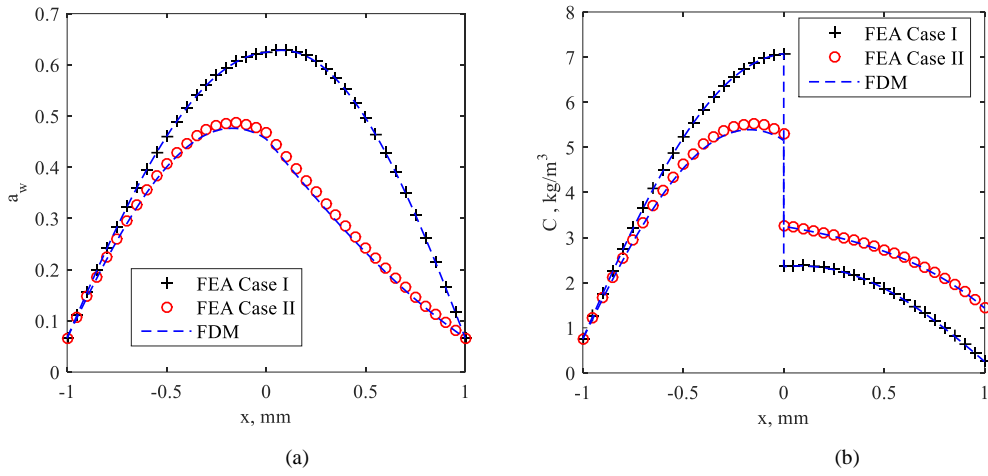 0.7
0.6
0.5
0.4
0.3
0.2
0.1
0
a_w
-1
-0.5
0
0.5
1
x, mm
FEA Case I
FEA Case II
FDM
(a)
8
7
6
5
4
3
2
1
0
C , kg/m³
-1
-0.5
0
0.5
1
x, mm
FEA Case I
FEA Case II
FDM
(b)